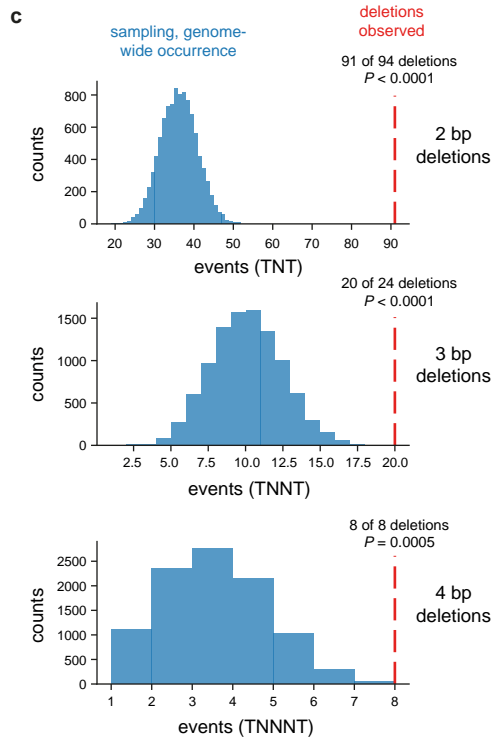 c
sampling, genome-
wide occurrence
deletions
observed
91 of 94 deletions
P < 0.0001
800
600
400
200
0
counts
20 30 40 50 60 70 80 90
events (TNT)
2 bp
deletions
20 of 24 deletions
P < 0.0001
1500
1000
500
0
counts
2.5 5.0 7.5 10.0 12.5 15.0 17.5 20.0
events (TNNT)
3 bp
deletions
8 of 8 deletions
P = 0.0005
2500
2000
1500
1000
500
0
counts
1 2 3 4 5 6 7 8
events (TNNNT)
4 bp
deletions